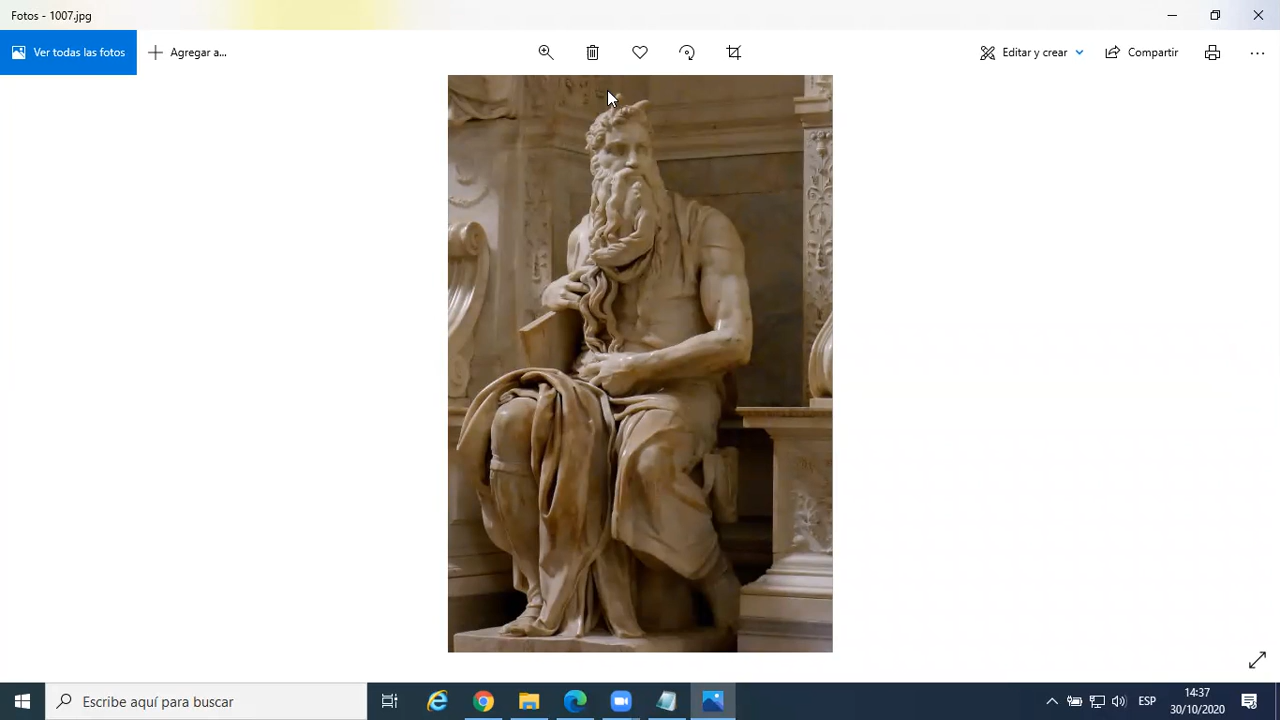 Fotos - 1007.jpg
Ver todas las fotos
Agregar a...
Editar y crear
Compartir
Escribe aquí para buscar
ESP
14:37
30/10/2020